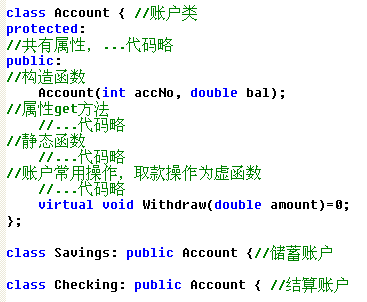 class Account { //账户类
protected:
//共有属性, ...代码略
public:
//构造函数
Account(int accNo, double bal);
//属性get方法
//...代码略
//静态函数
//...代码略
//账户常用操作, 取款操作为虚函数
//...代码略
virtual void Withdraw(double amount)=0;
};
class Savings: public Account {//储蓄账户
class Checking: public Account { //结算账户